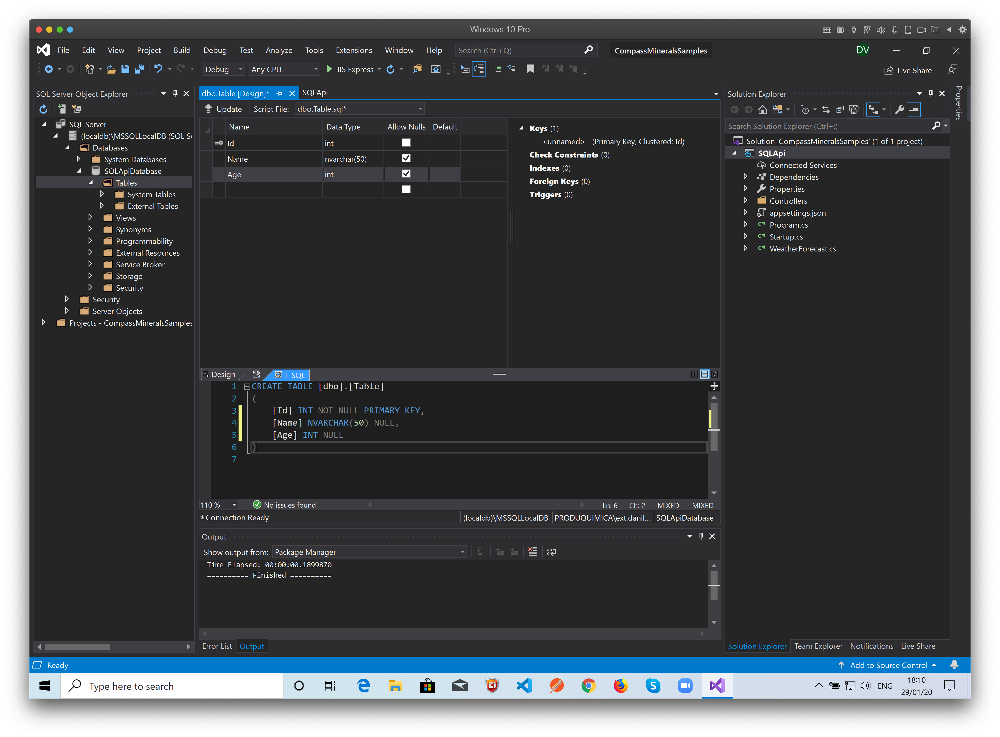 Windows 10 Pro
File Edit View Project Build Debug Test Analyze Tools Extensions Window Help Search (Ctrl+Q) CompassMineralsSamples DV
Debug Any CPU IIS Express Live Share
SQL Server Object Explorer
SQL Server
(localdb)\MSSQLLocalDB (SQL Se
Databases
System Databases
SQLApiDatabase
Tables
System Tables
External Tables
Views
Synonyms
Programmability
External Resources
Service Broker
Storage
Security
Security
Server Objects
Projects - CompassMineralsSamples
dbo.Table [Design]* SQLApi
Update Script File: dbo.Table.sql*
Name Data Type Allow Nulls Default
Id int
Name nvarchar(50)
Age int
Keys (1)
<unnamed> (Primary Key, Clustered: Id)
Check Constraints (0)
Indexes (0)
Foreign Keys (0)
Triggers (0)
Design T-SQL
1 CREATE TABLE [dbo].[Table]
2 (
3 [Id] INT NOT NULL PRIMARY KEY,
4 [Name] NVARCHAR(50) NULL,
5 [Age] INT NULL
6 )
7
110 % No issues found Ln: 6 Ch: 2 MIXED MIXED
Connection Ready (localdb)\MSSQLLocalDB PRODUQUIMICA\ext.danil... SQLApiDatabase
Output
Show output from: Package Manager
Time Elapsed: 00:00:00.1899870
========== Finished ==========
Error List Output
Solution Explorer
Search Solution Explorer (Ctrl+;)
Solution 'CompassMineralsSamples' (1 of 1 project)
SQLApi
Connected Services
Dependencies
Properties
Controllers
appsettings.json
C# Program.cs
C# Startup.cs
C# WeatherForecast.cs
Solution Explorer Team Explorer Notifications Live Share
Properties
Ready Add to Source Control
Type here to search ENG 18:10
29/01/20